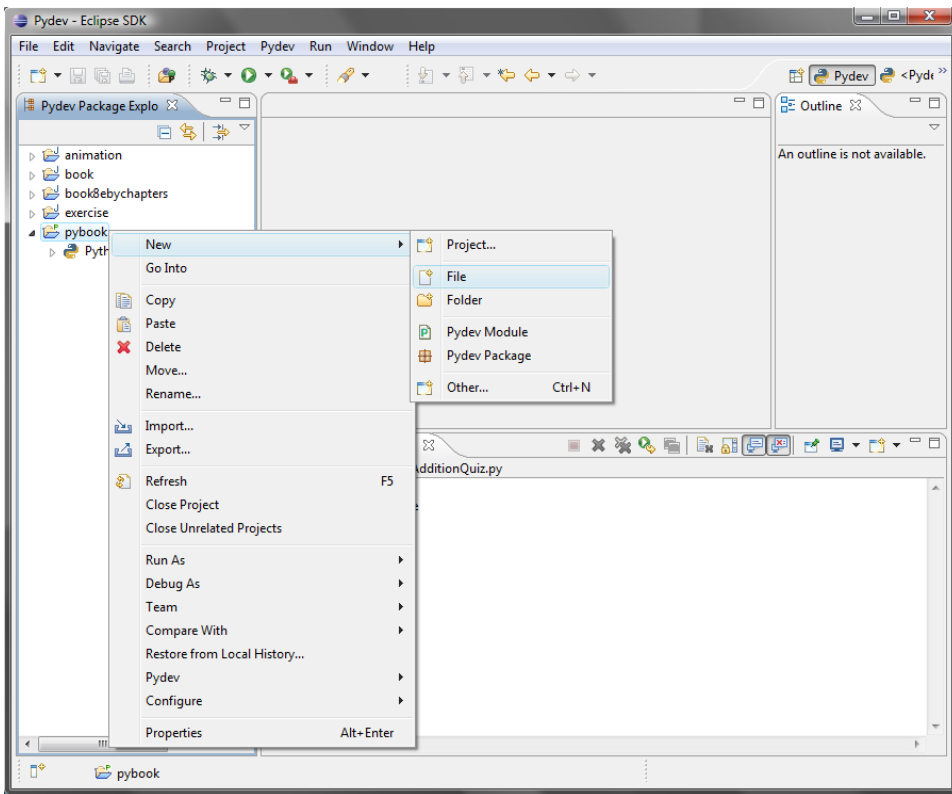 Pydev - Eclipse SDK
File Edit Navigate Search Project Pydev Run Window Help
Pydev <Pyde »
Pydev Package Explo
Outline
An outline is not available.
animation
book
book8ebychapters
exercise
pybook
Pyth
New
Go Into
Copy
Paste
Delete
Move...
Rename...
Import...
Export...
Refresh F5
Close Project
Close Unrelated Projects
Run As
Debug As
Team
Compare With
Restore from Local History...
Pydev
Configure
Properties Alt+Enter
Project...
File
Folder
Pydev Module
Pydev Package
Other... Ctrl+N
AdditionQuiz.py
pybook